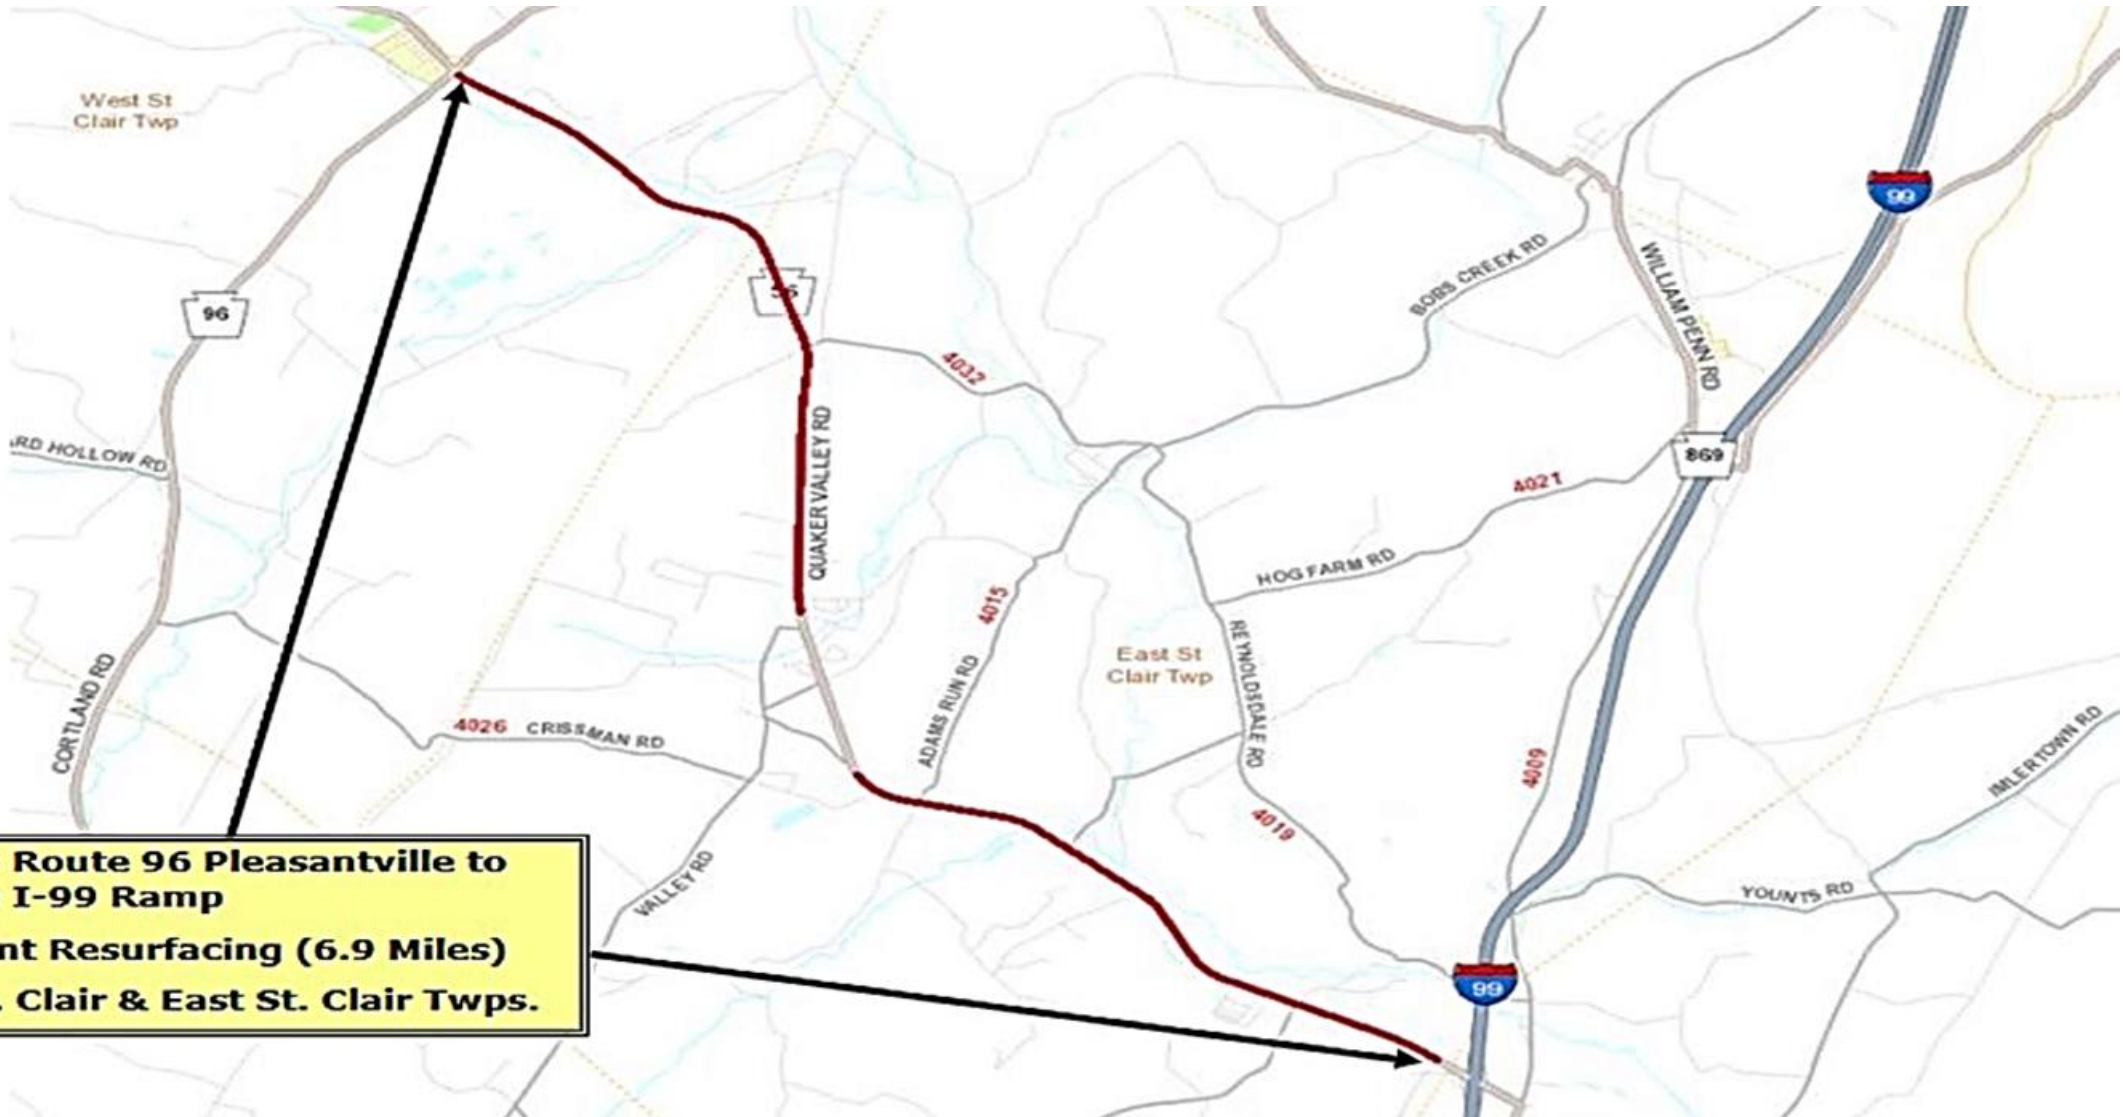 West St
Clair Twp
99
BOBS CREEK RD
WILLIAM PENN RD
96
4032
QUAKER VALLEY RD
ARD HOLLOW RD
869
4021
HOG FARM RD
4015
REYNOLDSDALE RD
East St
Clair Twp
CORTLAND RD
ADAMS RUN RD
4026 CRISSMAN RD
4009
IMLERTOWN RD
4019
Route 96 Pleasantville to
I-99 Ramp
nt Resurfacing (6.9 Miles)
. Clair & East St. Clair Twps.
VALLEY RD
YOUNTS RD
99